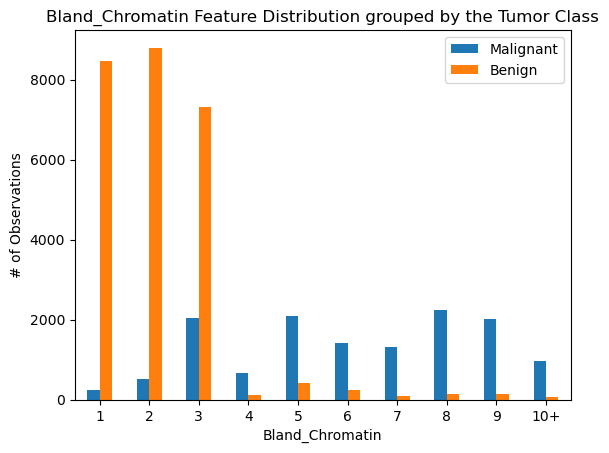 Bland_Chromatin Feature Distribution grouped by the Tumor Class
Malignant
Benign
# of Observations
8000
6000
4000
2000
0
1 2 3 4 5 6 7 8 9 10+
Bland_Chromatin